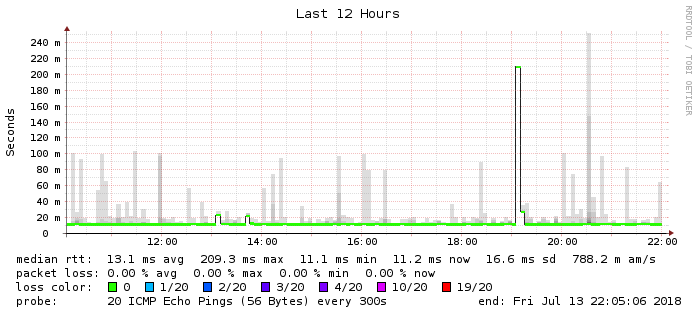 Last 12 Hours
RRDTOOL / TOBI OETIKER
Seconds
240 m
220 m
200 m
180 m
160 m
140 m
120 m
100 m
80 m
60 m
40 m
20 m
0
12:00 14:00 16:00 18:00 20:00 22:00
median rtt: 13.1 ms avg 209.3 ms max 11.1 ms min 11.2 ms now 16.6 ms sd 788.2 m am/s
packet loss: 0.00 % avg 0.00 % max 0.00 % min 0.00 % now
loss color: 0 1/20 2/20 3/20 4/20 10/20 19/20
probe: 20 ICMP Echo Pings (56 Bytes) every 300s end: Fri Jul 13 22:05:06 2018